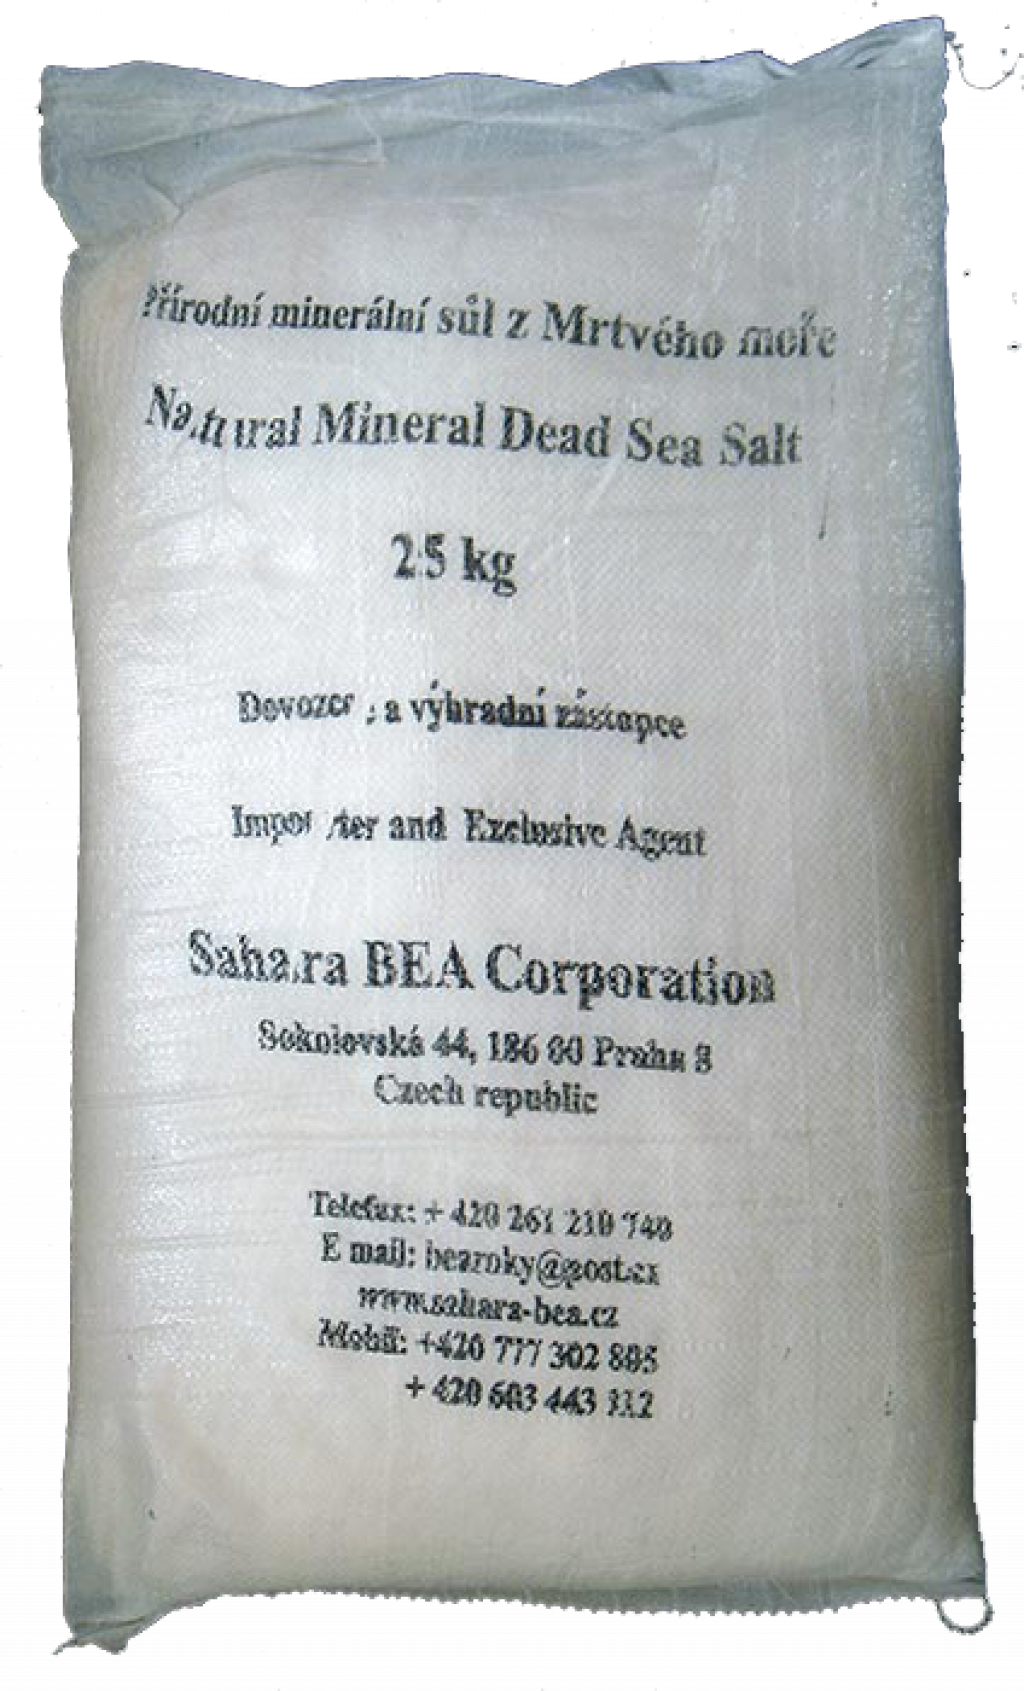 Přírodní minerální sůl z Mrtvého moře
Natural Mineral Dead Sea Salt
25 kg
Dovozce a výhradní zástupce
Importer and Exclusive Agent
Sahara BEA Corporation
Sokolovská 44, 186 00 Praha 8
Czech republic
Telefax: + 420 261 210 740
E mail:
www.sahara-bea.cz
Mobil: +420 777 302 805
+ 420 603 443